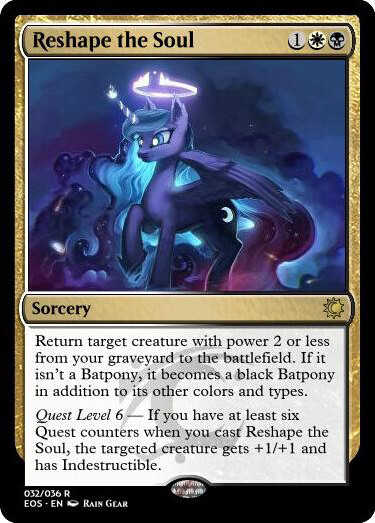 Reshape the Soul 1
Sorcery
Return target creature with power 2 or less
from your graveyard to the battlefield. If it
isn't a Batpony, it becomes a black Batpony
in addition to its other colors and types.
Quest Level 6 — If you have at least six
Quest counters when you cast Reshape the
Soul, the targeted creature gets +1/+1 and
has Indestructible.
032/036 R
EOS • EN Rain Gear